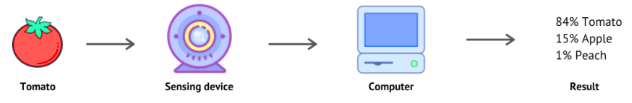 84% Tomato
15% Apple
1% Peach
Tomato
Sensing device
Computer
Result